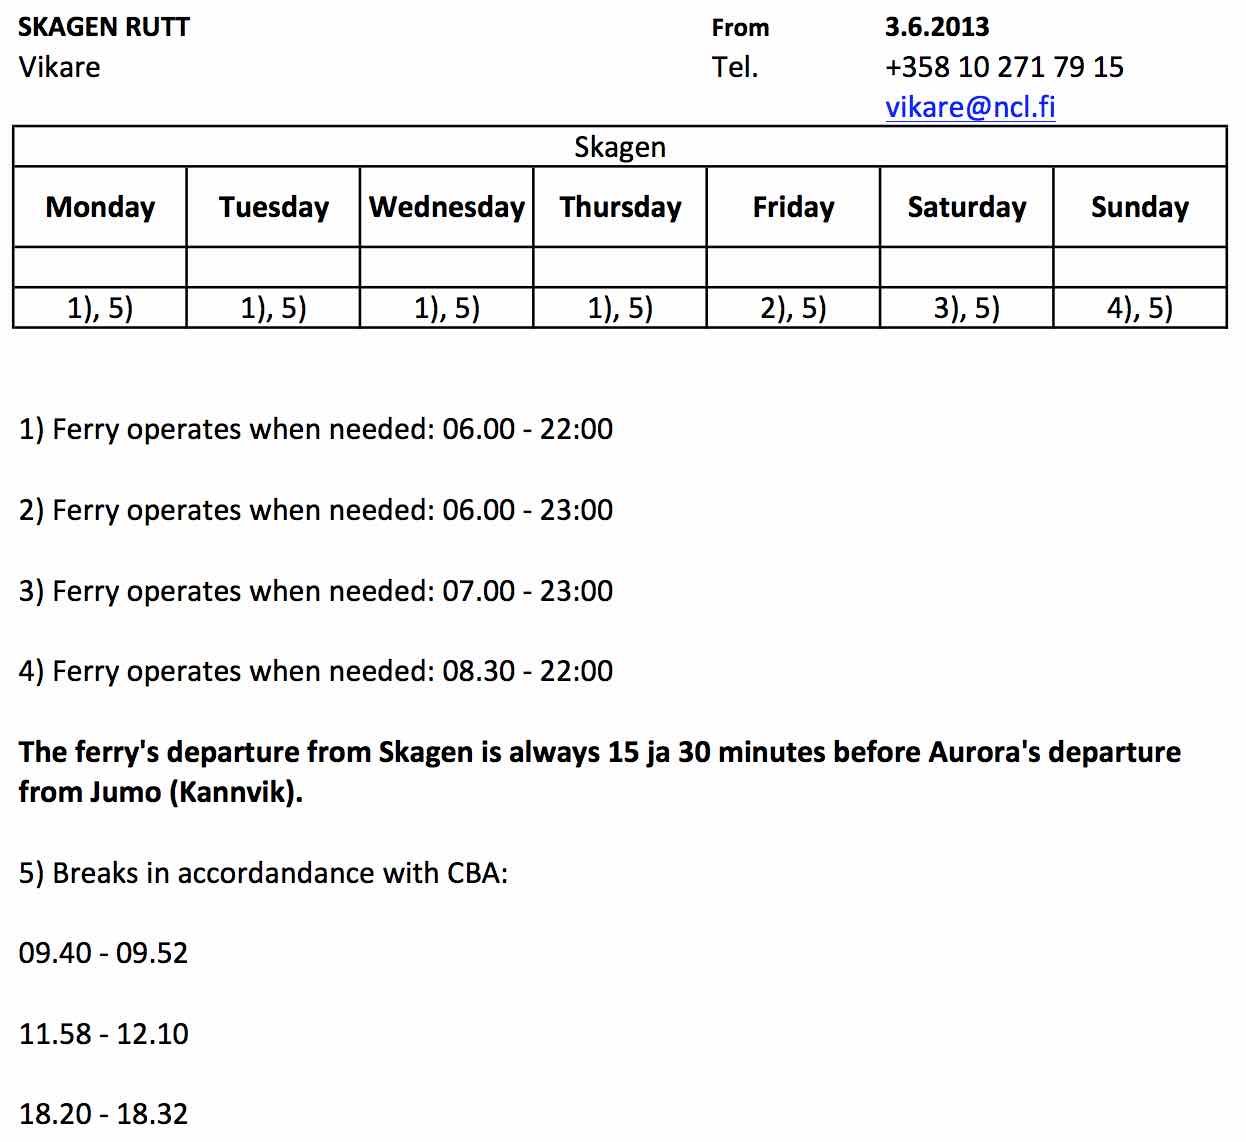 SKAGEN RUTT From 3.6.2013
Vikare Tel. +358 10 271 79 15
vikare@ncl.fi
Skagen
Monday Tuesday Wednesday Thursday Friday Saturday Sunday
1), 5) 1), 5) 1), 5) 1), 5) 2), 5) 3), 5) 4), 5)
1) Ferry operates when needed: 06.00 - 22:00
2) Ferry operates when needed: 06.00 - 23:00
3) Ferry operates when needed: 07.00 - 23:00
4) Ferry operates when needed: 08.30 - 22:00
The ferry's departure from Skagen is always 15 ja 30 minutes before Aurora's departure
from Jumo (Kannvik).
5) Breaks in accordandance with CBA:
09.40 - 09.52
11.58 - 12.10
18.20 - 18.32